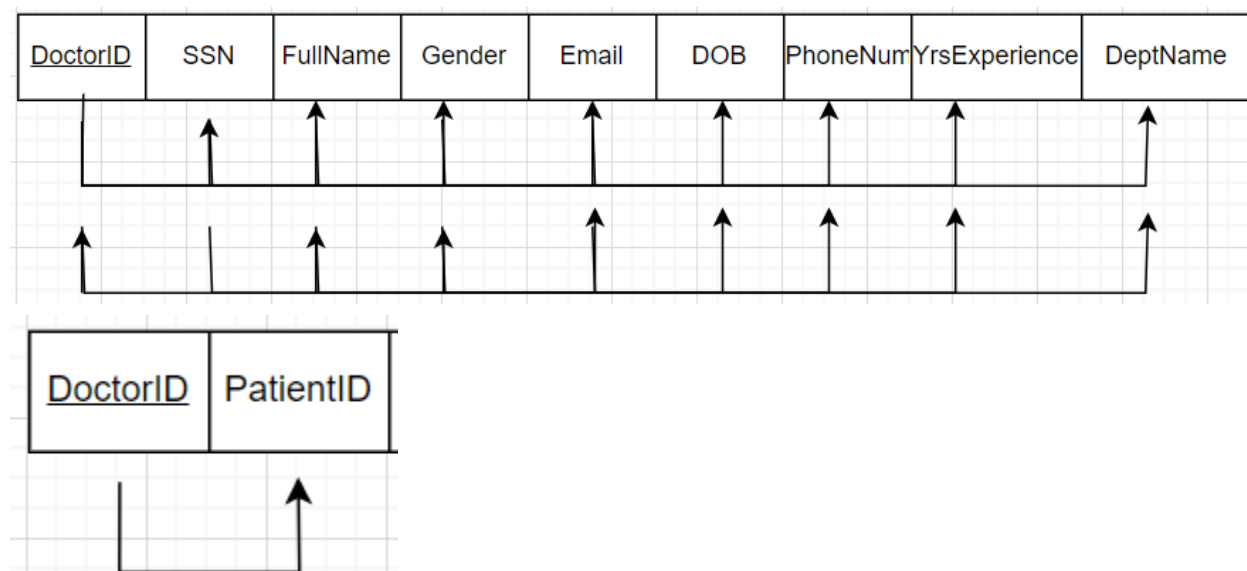 DoctorID SSN FullName Gender Email DOB PhoneNum YrsExperience DeptName
DoctorID PatientID